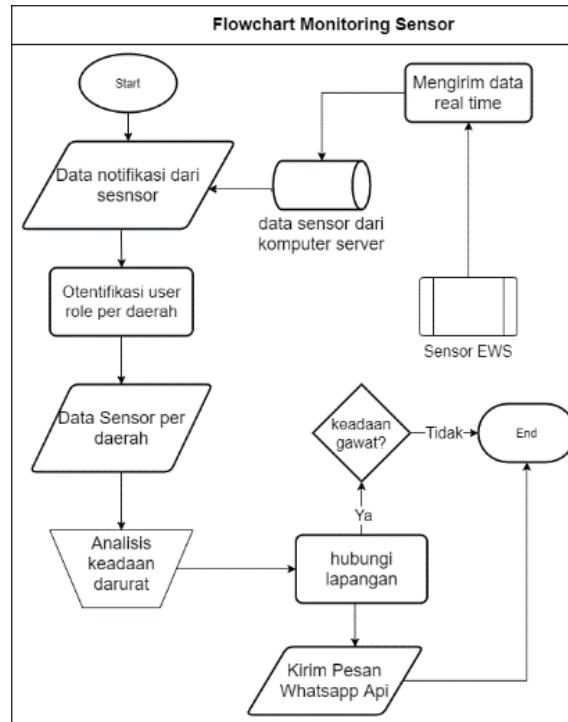 Flowchart Monitoring Sensor
Start
Mengirim data
real time
Data notifikasi dari
sesnsor
data sensor dari
komputer server
Otentifikasi user
role per daerah
Sensor EWS
Data Sensor per
daerah
keadaan
gawat?
Tidak
End
Ya
Analisis
keadaan
darurat
hubungi
lapangan
Kirim Pesan
Whatsapp Api